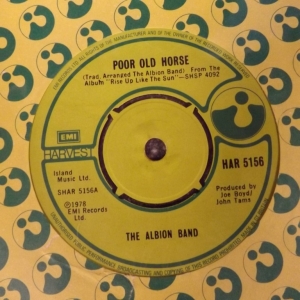 POOR OLD HORSE
(Trad. Arranged The Albion Band) From The
Album "Rise Up Like The Sun"—SHSP 4092
EMI
HARVEST
HAR 5156
Island
Music Ltd.
SHAR 5156A
℗1978
EMI Records
Ltd.
Produced by
Joe Boyd/
John Tams
THE ALBION BAND